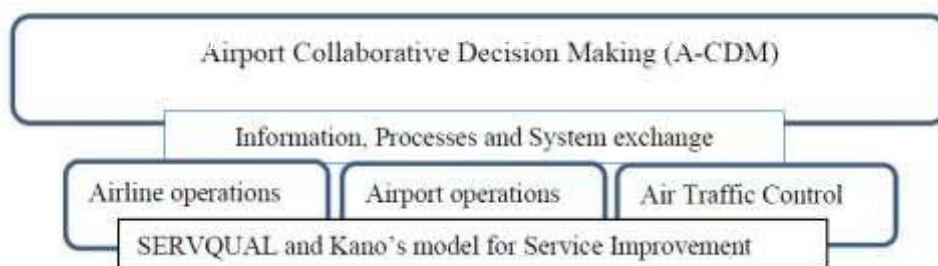 Airport Collaborative Decision Making (A-CDM)
Information, Processes and System exchange
Airline operations
Airport operations
Air Traffic Control
SERVQUAL and Kano's model for Service Improvement